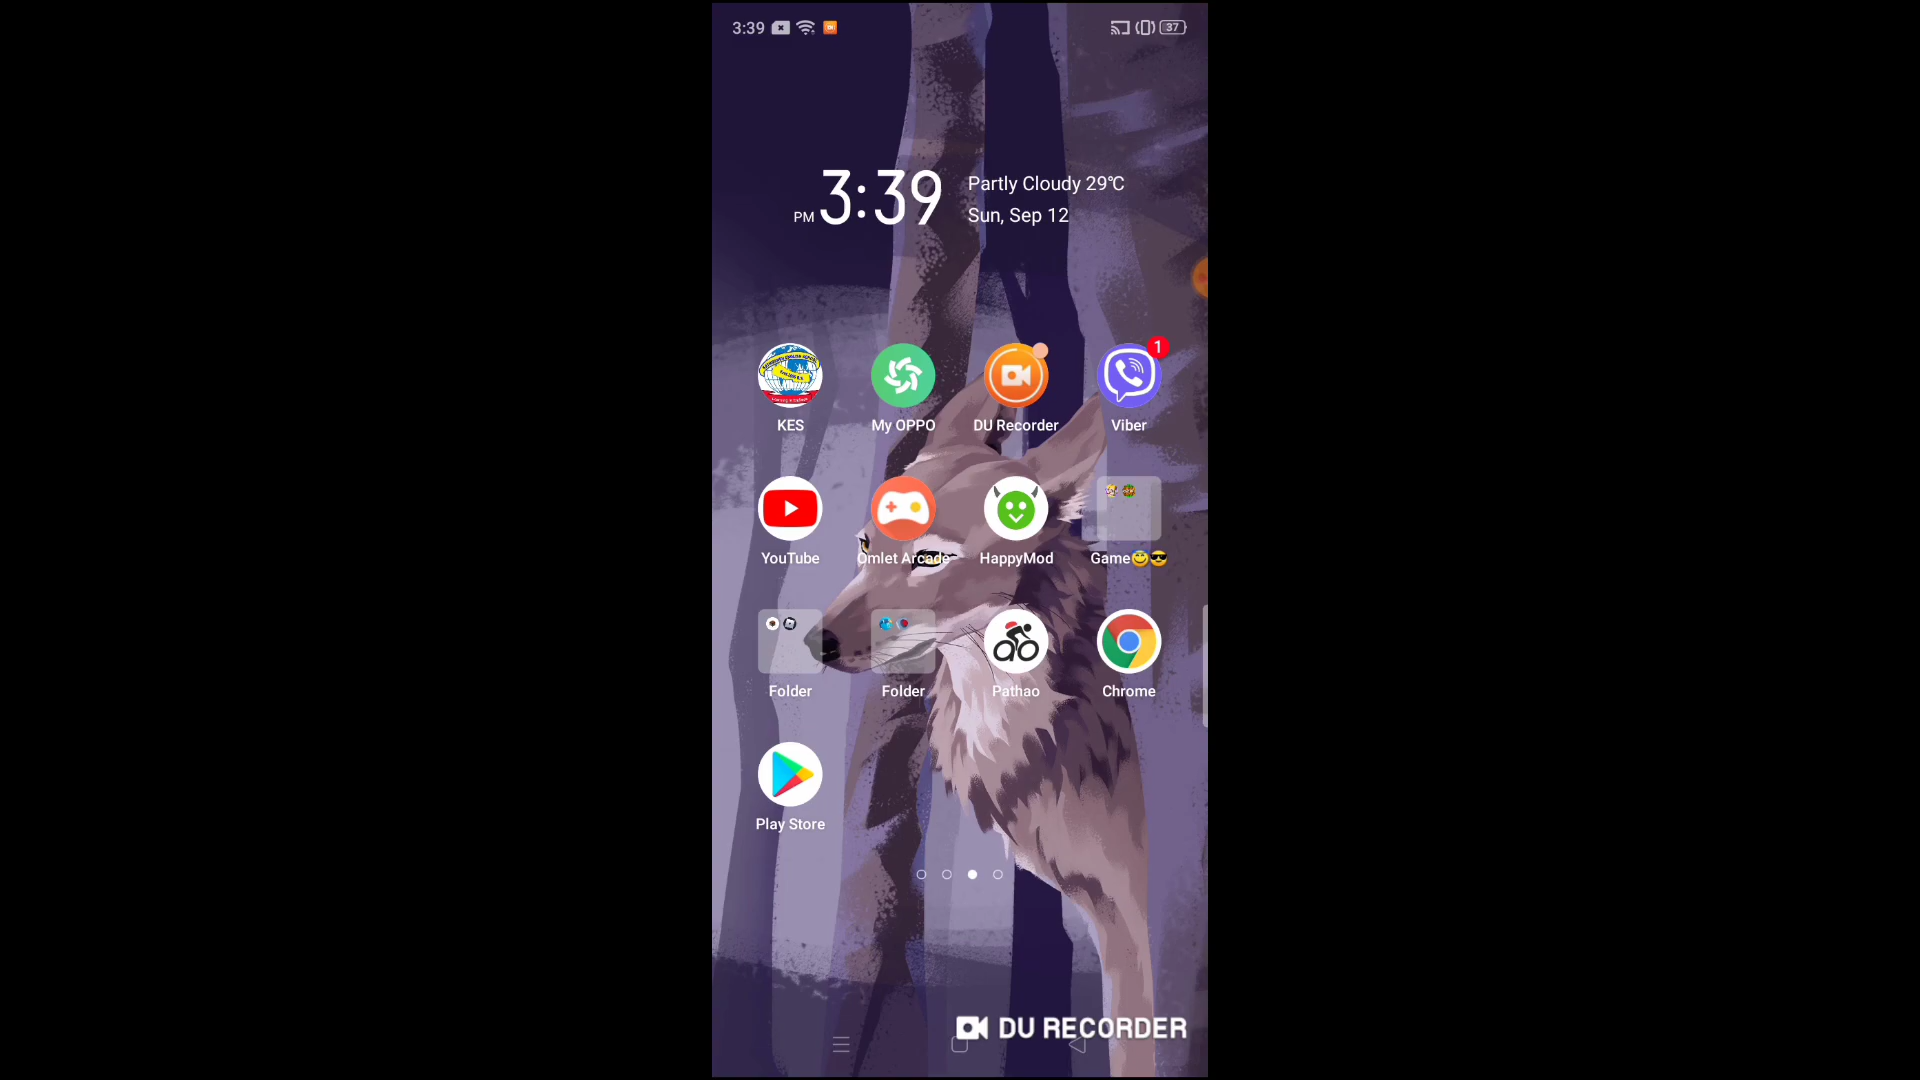 3:39
37
PM 3:39
Partly Cloudy 29°C
Sun, Sep 12
KES
My OPPO
DU Recorder
1
Viber
YouTube
Omlet Arcade
HappyMod
Game😇😎
Folder
Folder
Pathao
Chrome
Play Store
DU RECORDER